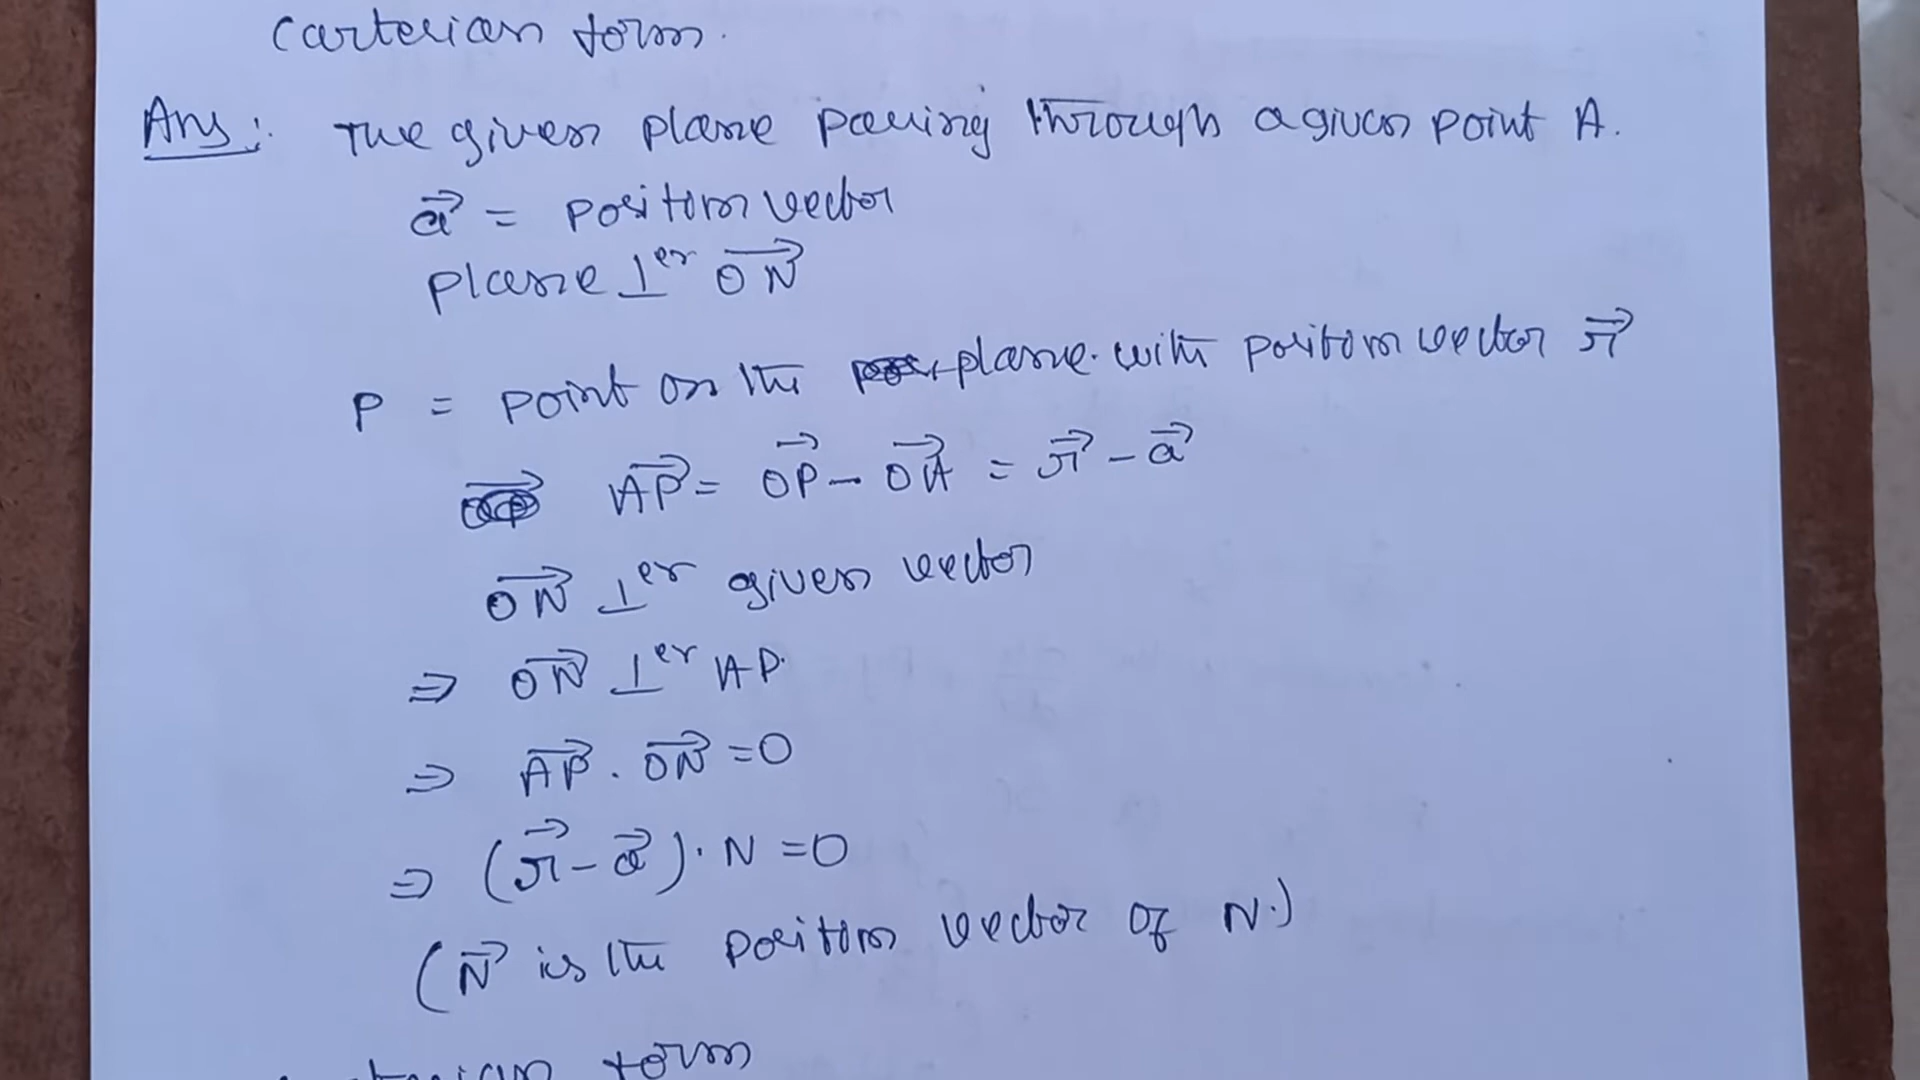 Cartesian form.
Ans: The given plane passing through a given point A.
a⃗ = position vector
plane ⊥er ON⃗
P = point on the plane with position vector r⃗
AP⃗ = OP⃗ - OA⃗ = r⃗ - a⃗
ON⃗ ⊥er given vector
⇒ ON⃗ ⊥er AP.
⇒ AP⃗ . ON⃗ = 0
⇒ (r⃗ - a⃗) . N = 0
(N⃗ is the position vector of N.)
form